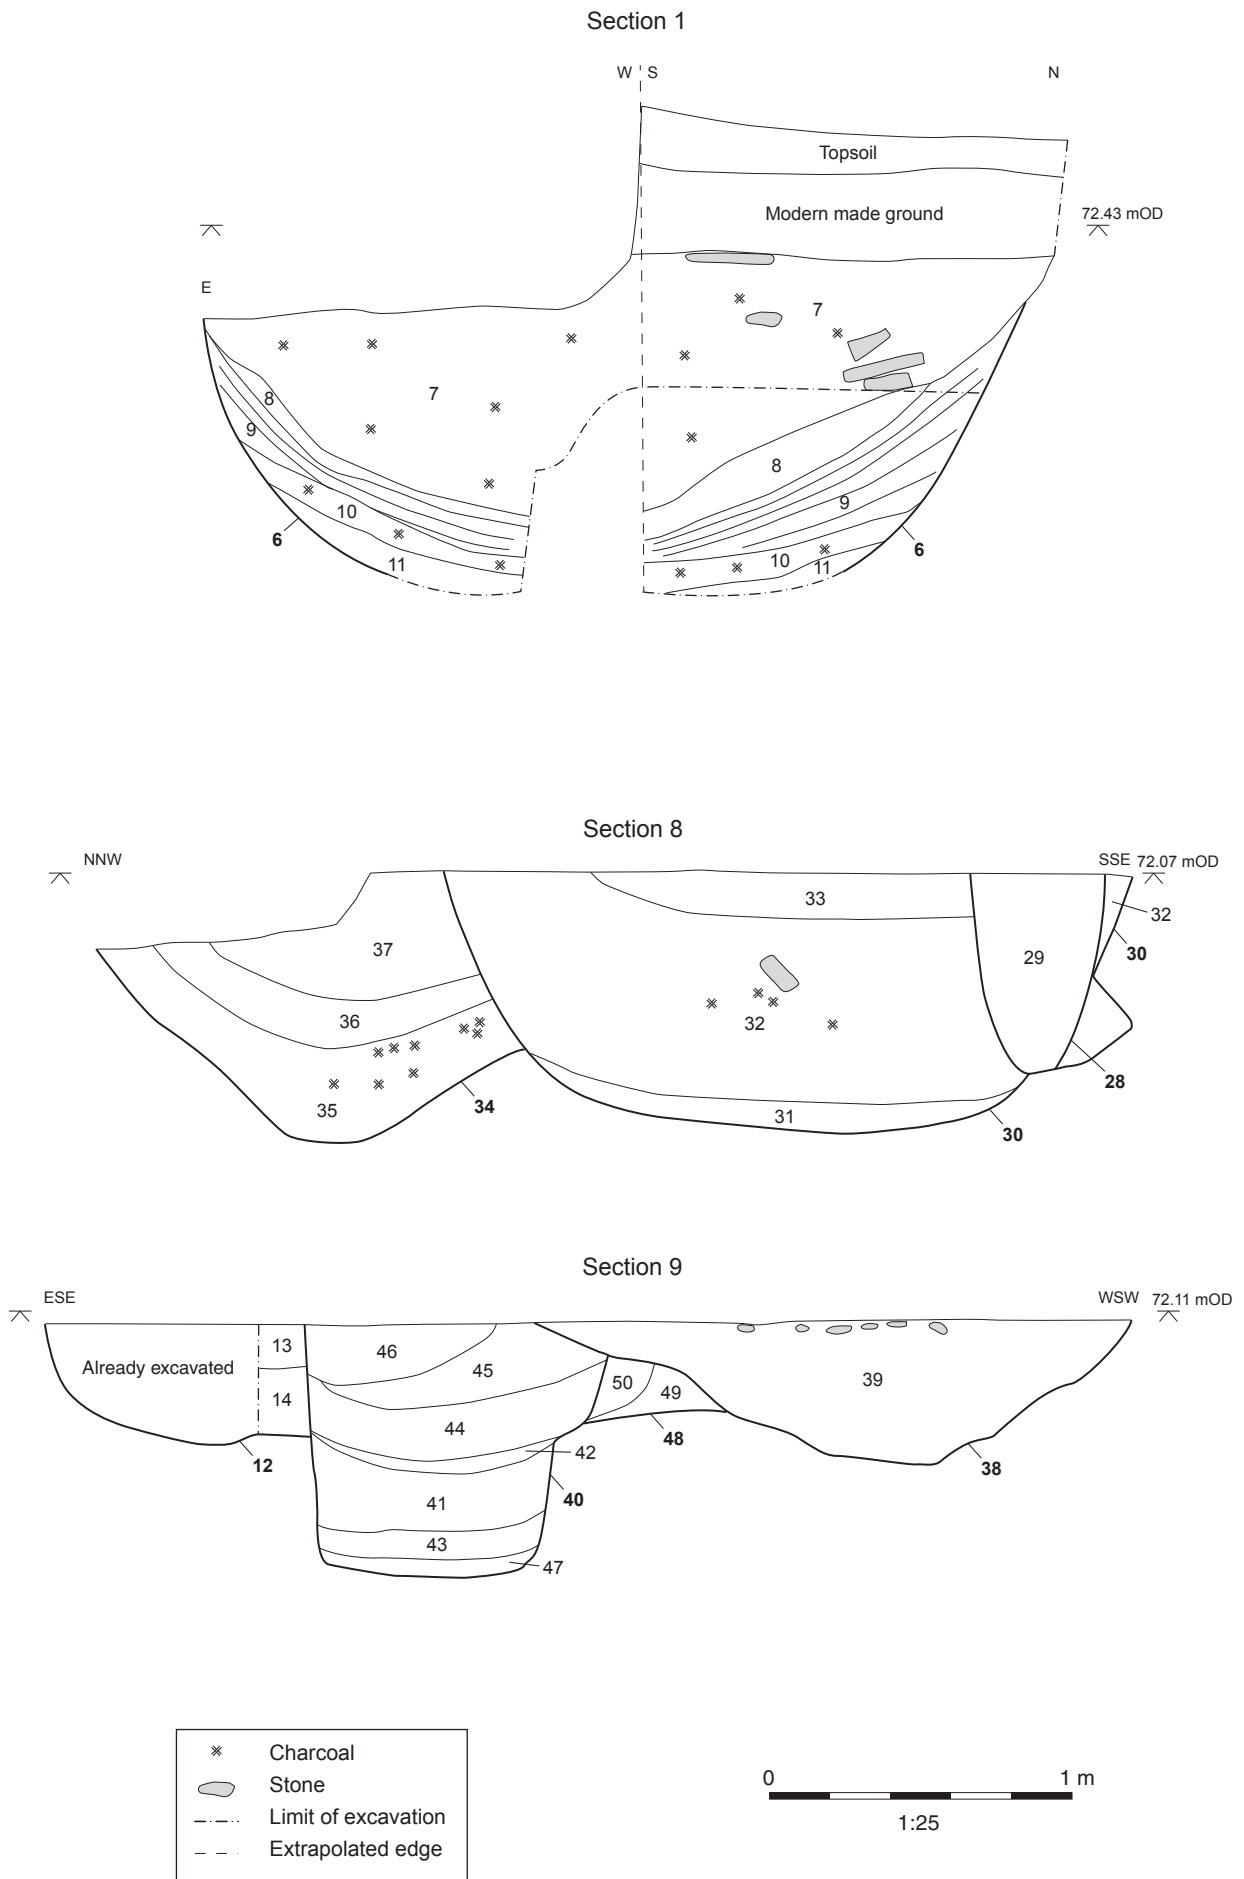 Section 1
W S N
Topsoil
Modern made ground
72.43 mOD
E
7
7
8
8
9
9
10
10
11
11
6
6
Section 8
NNW
SSE 72.07 mOD
33
32
37
29
30
36
32
28
35
34
31
30
Section 9
ESE
WSW 72.11 mOD
13
46
Already excavated
45
50
49
39
14
44
42
48
12
38
41
40
43
47
Charcoal
Stone
Limit of excavation
Extrapolated edge
0 1 m
1:25